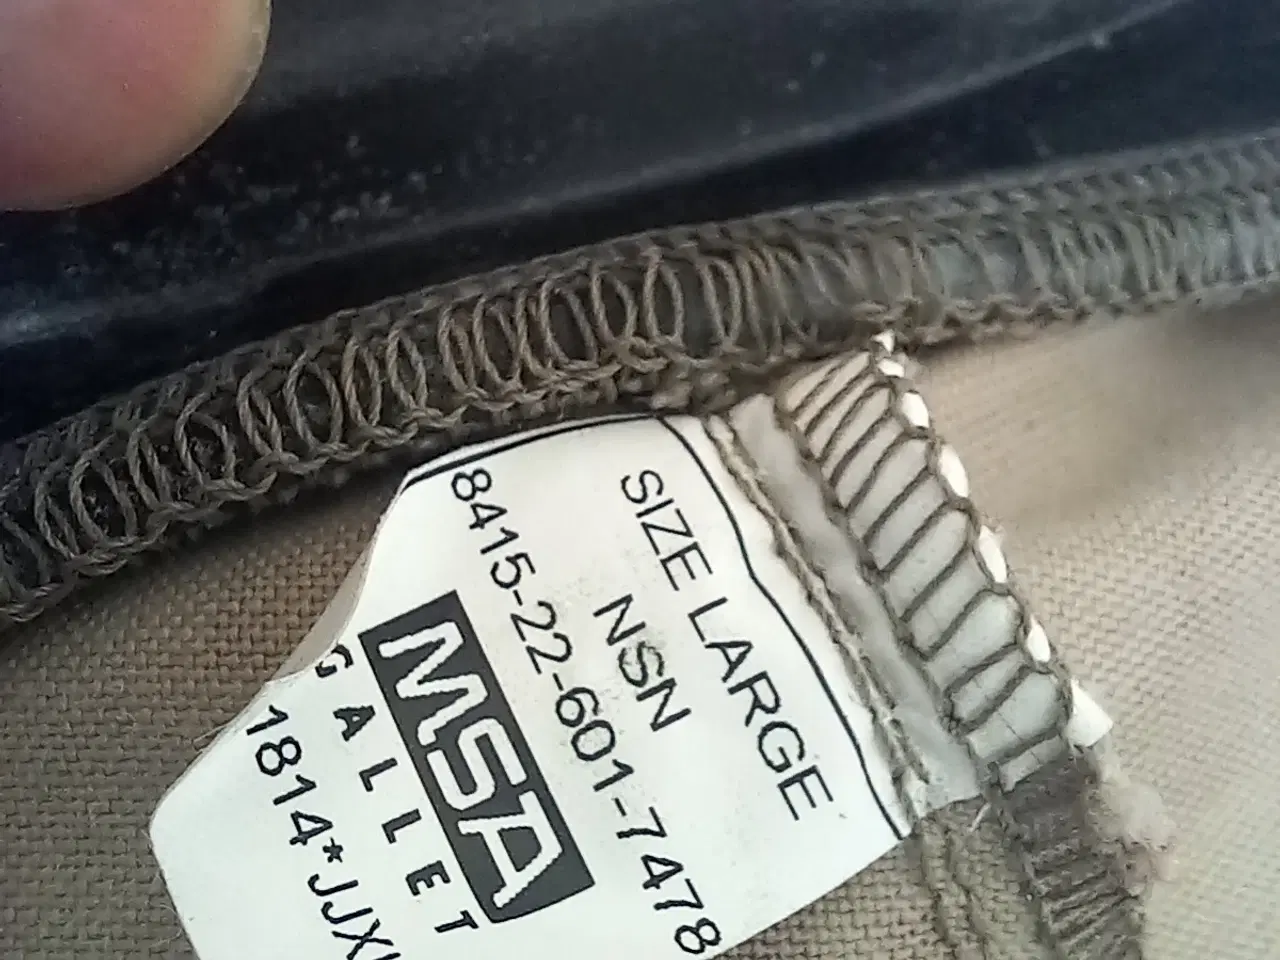 SIZE LARGE
NSN
8415-22-601-7478
MSA
GALLET
1814*JJX